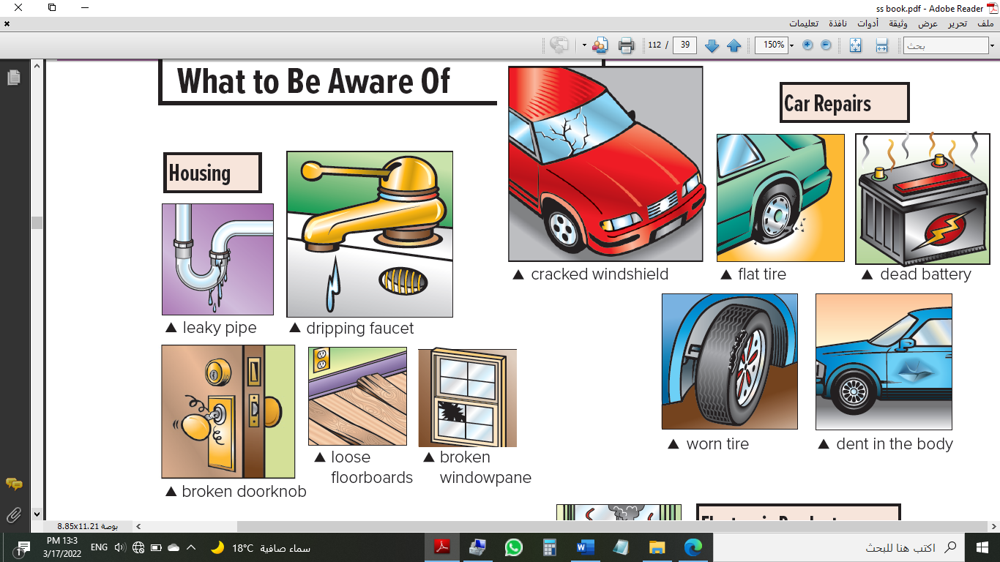 ss book.pdf - Adobe Reader
ملف تحرير عرض وثيقة أدوات نافذة تعليمات
112 / 39 150% بحث
What to Be Aware Of
Car Repairs
Housing
▲ cracked windshield
▲ flat tire
▲ dead battery
▲ leaky pipe
▲ dripping faucet
▲ worn tire
▲ dent in the body
▲ loose
floorboards
▲ broken
windowpane
▲ broken doorknob
8.85x11.21 بوصة
PM 13:3
3/17/2022
ENG
18°C سماء صافية
اكتب هنا للبحث